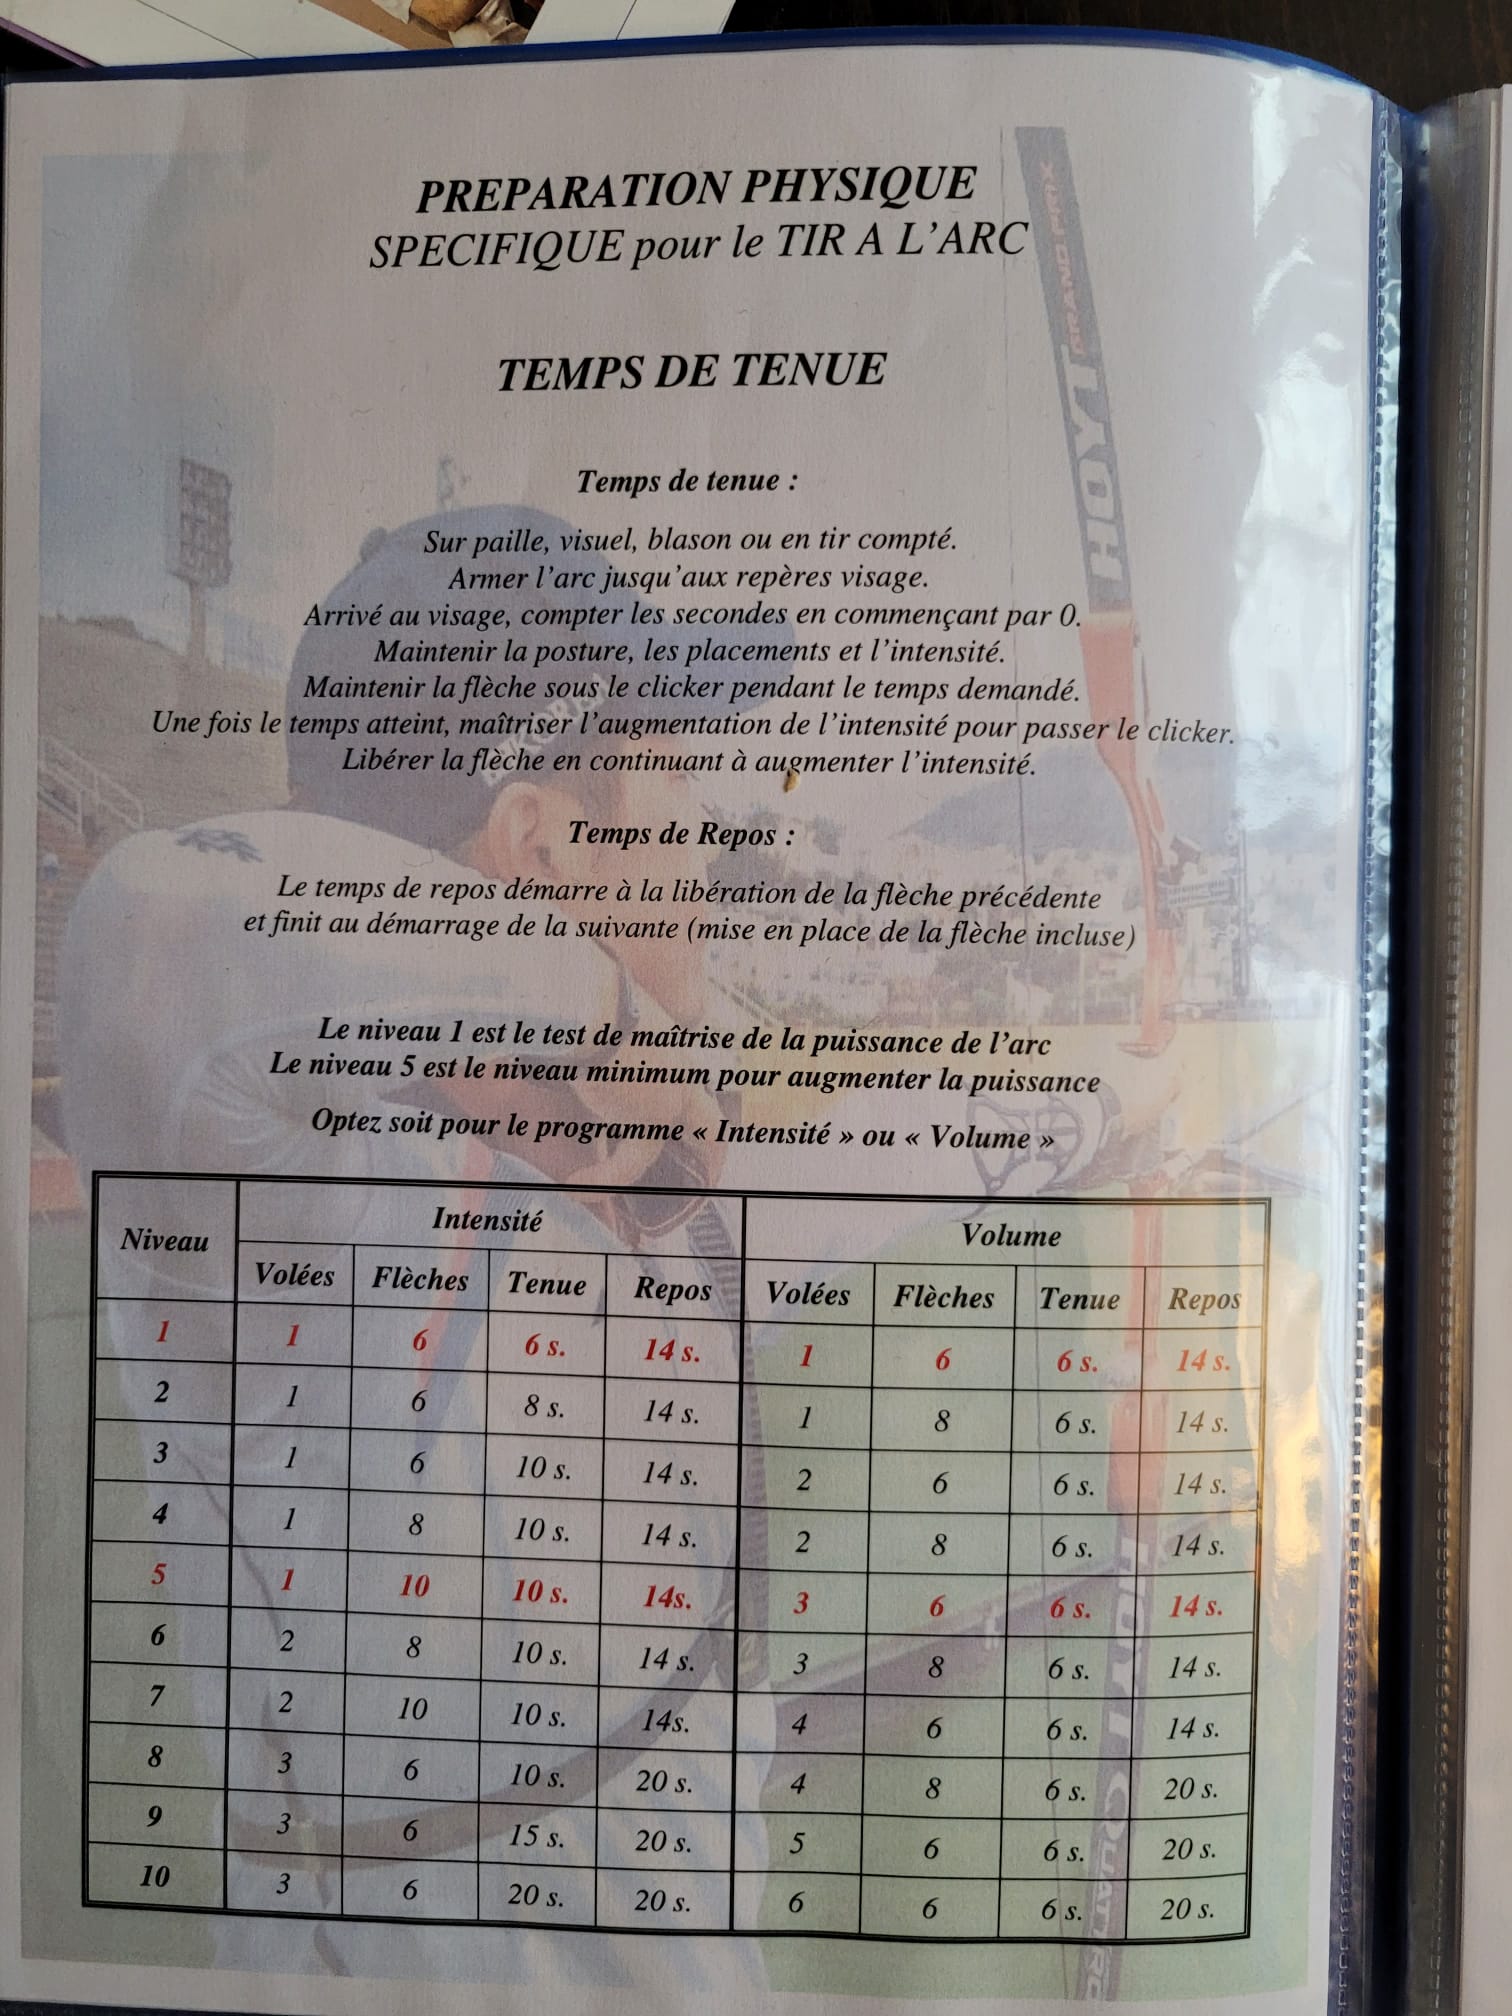 PREPARATION PHYSIQUE
SPECIFIQUE pour le TIR A L'ARC
TEMPS DE TENUE
Temps de tenue :
Sur paille, visuel, blason ou en tir compté.
Armer l'arc jusqu'aux repères visage.
Arrivé au visage, compter les secondes en commençant par 0.
Maintenir la posture, les placements et l'intensité.
Maintenir la flèche sous le clicker pendant le temps demandé.
Une fois le temps atteint, maîtriser l'augmentation de l'intensité pour passer le clicker.
Libérer la flèche en continuant à augmenter l'intensité.
Temps de Repos :
Le temps de repos démarre à la libération de la flèche précédente
et finit au démarrage de la suivante (mise en place de la flèche incluse)
Le niveau 1 est le test de maîtrise de la puissance de l'arc
Le niveau 5 est le niveau minimum pour augmenter la puissance
Optez soit pour le programme « Intensité » ou « Volume »
Niveau Intensité Volume
Volées Flèches Tenue Repos Volées Flèches Tenue Repos
1 1 6 6 s. 14 s. 1 6 6 s. 14 s.
2 1 6 8 s. 14 s. 1 8 6 s. 14 s.
3 1 6 10 s. 14 s. 2 6 6 s. 14 s.
4 1 8 10 s. 14 s. 2 8 6 s. 14 s.
5 1 10 10 s. 14s. 3 6 6 s. 14 s.
6 2 8 10 s. 14 s. 3 8 6 s. 14 s.
7 2 10 10 s. 14s. 4 6 6 s. 14 s.
8 3 6 10 s. 20 s. 4 8 6 s. 20 s.
9 3 6 15 s. 20 s. 5 6 6 s. 20 s.
10 3 6 20 s. 20 s. 6 6 6 s. 20 s.
HOYT GRAND PRIX